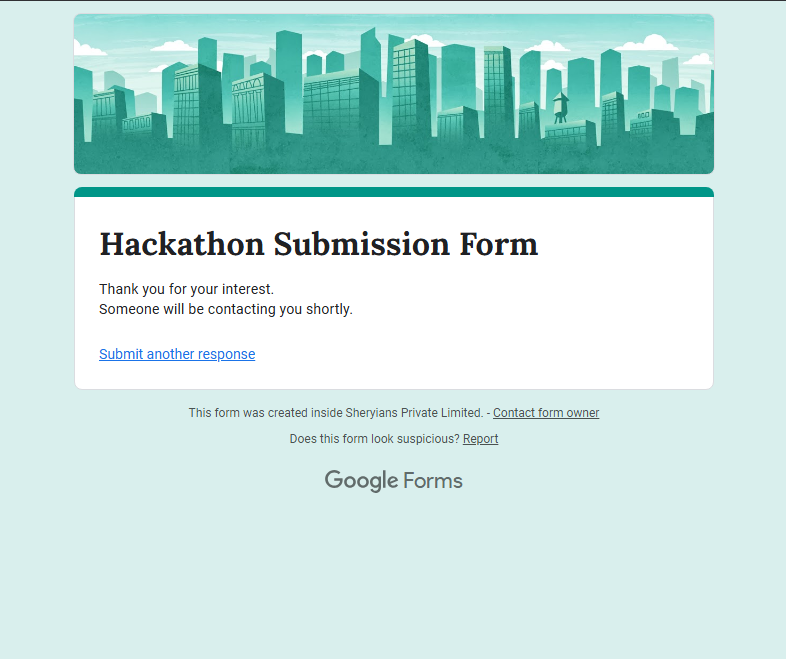 Hackathon Submission Form
Thank you for your interest.
Someone will be contacting you shortly.
Submit another response
This form was created inside Sheryians Private Limited. - Contact form owner
Does this form look suspicious? Report
Google Forms